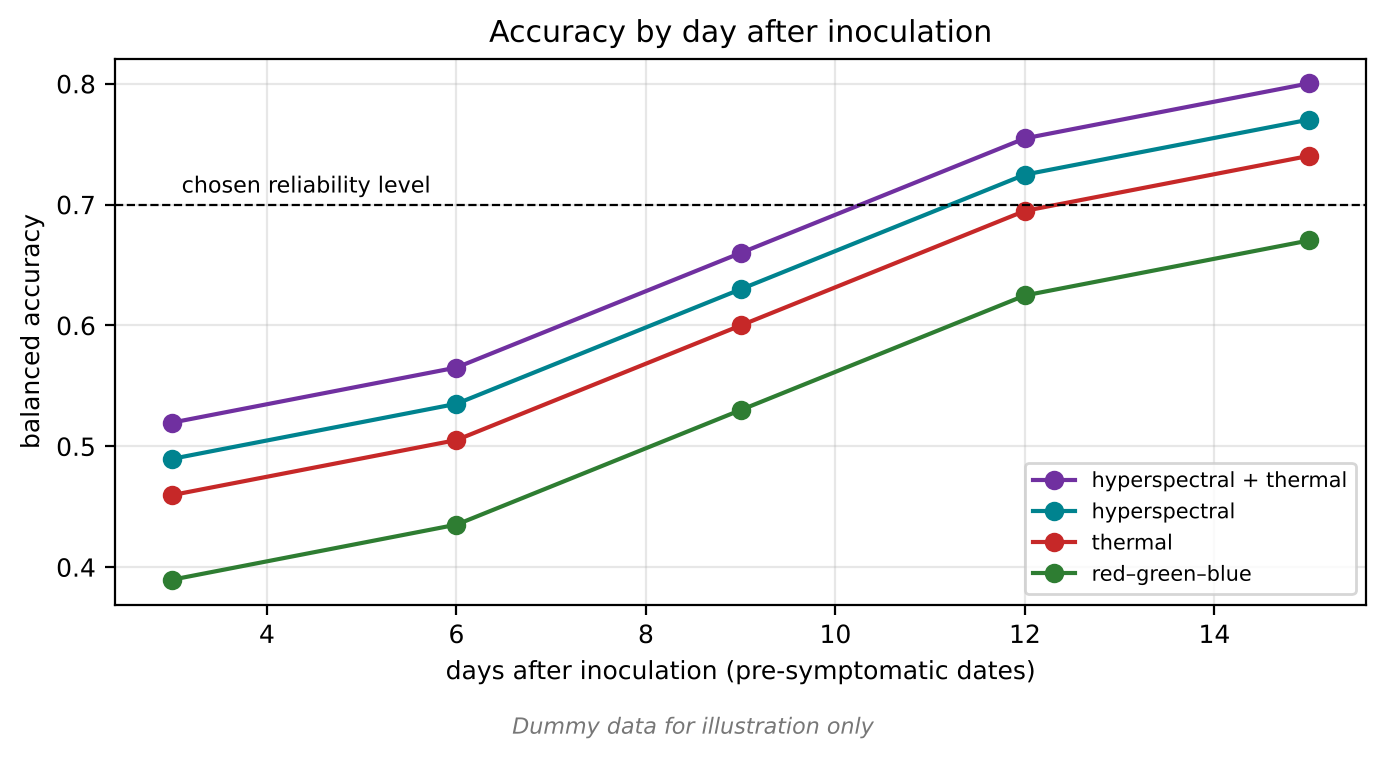 Accuracy by day after inoculation
0.8
0.7
0.6
0.5
0.4
balanced accuracy
chosen reliability level
hyperspectral + thermal
hyperspectral
thermal
red–green–blue
4 6 8 10 12 14
days after inoculation (pre-symptomatic dates)
Dummy data for illustration only